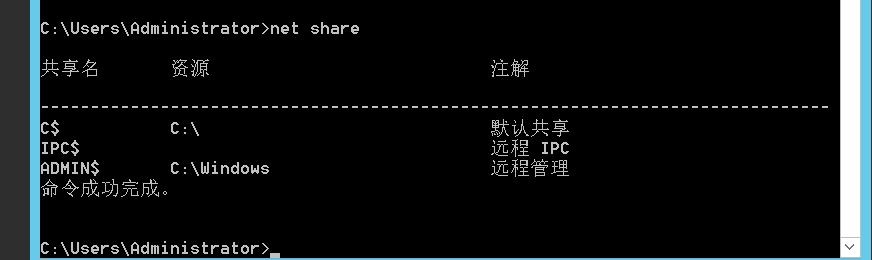 C:\Users\Administrator>net share
共享名 资源 注解
-------------------------------------------------------------------------------
C$ C:\ 默认共享
IPC$ 远程 IPC
ADMIN$ C:\Windows 远程管理
命令成功完成。
C:\Users\Administrator>_